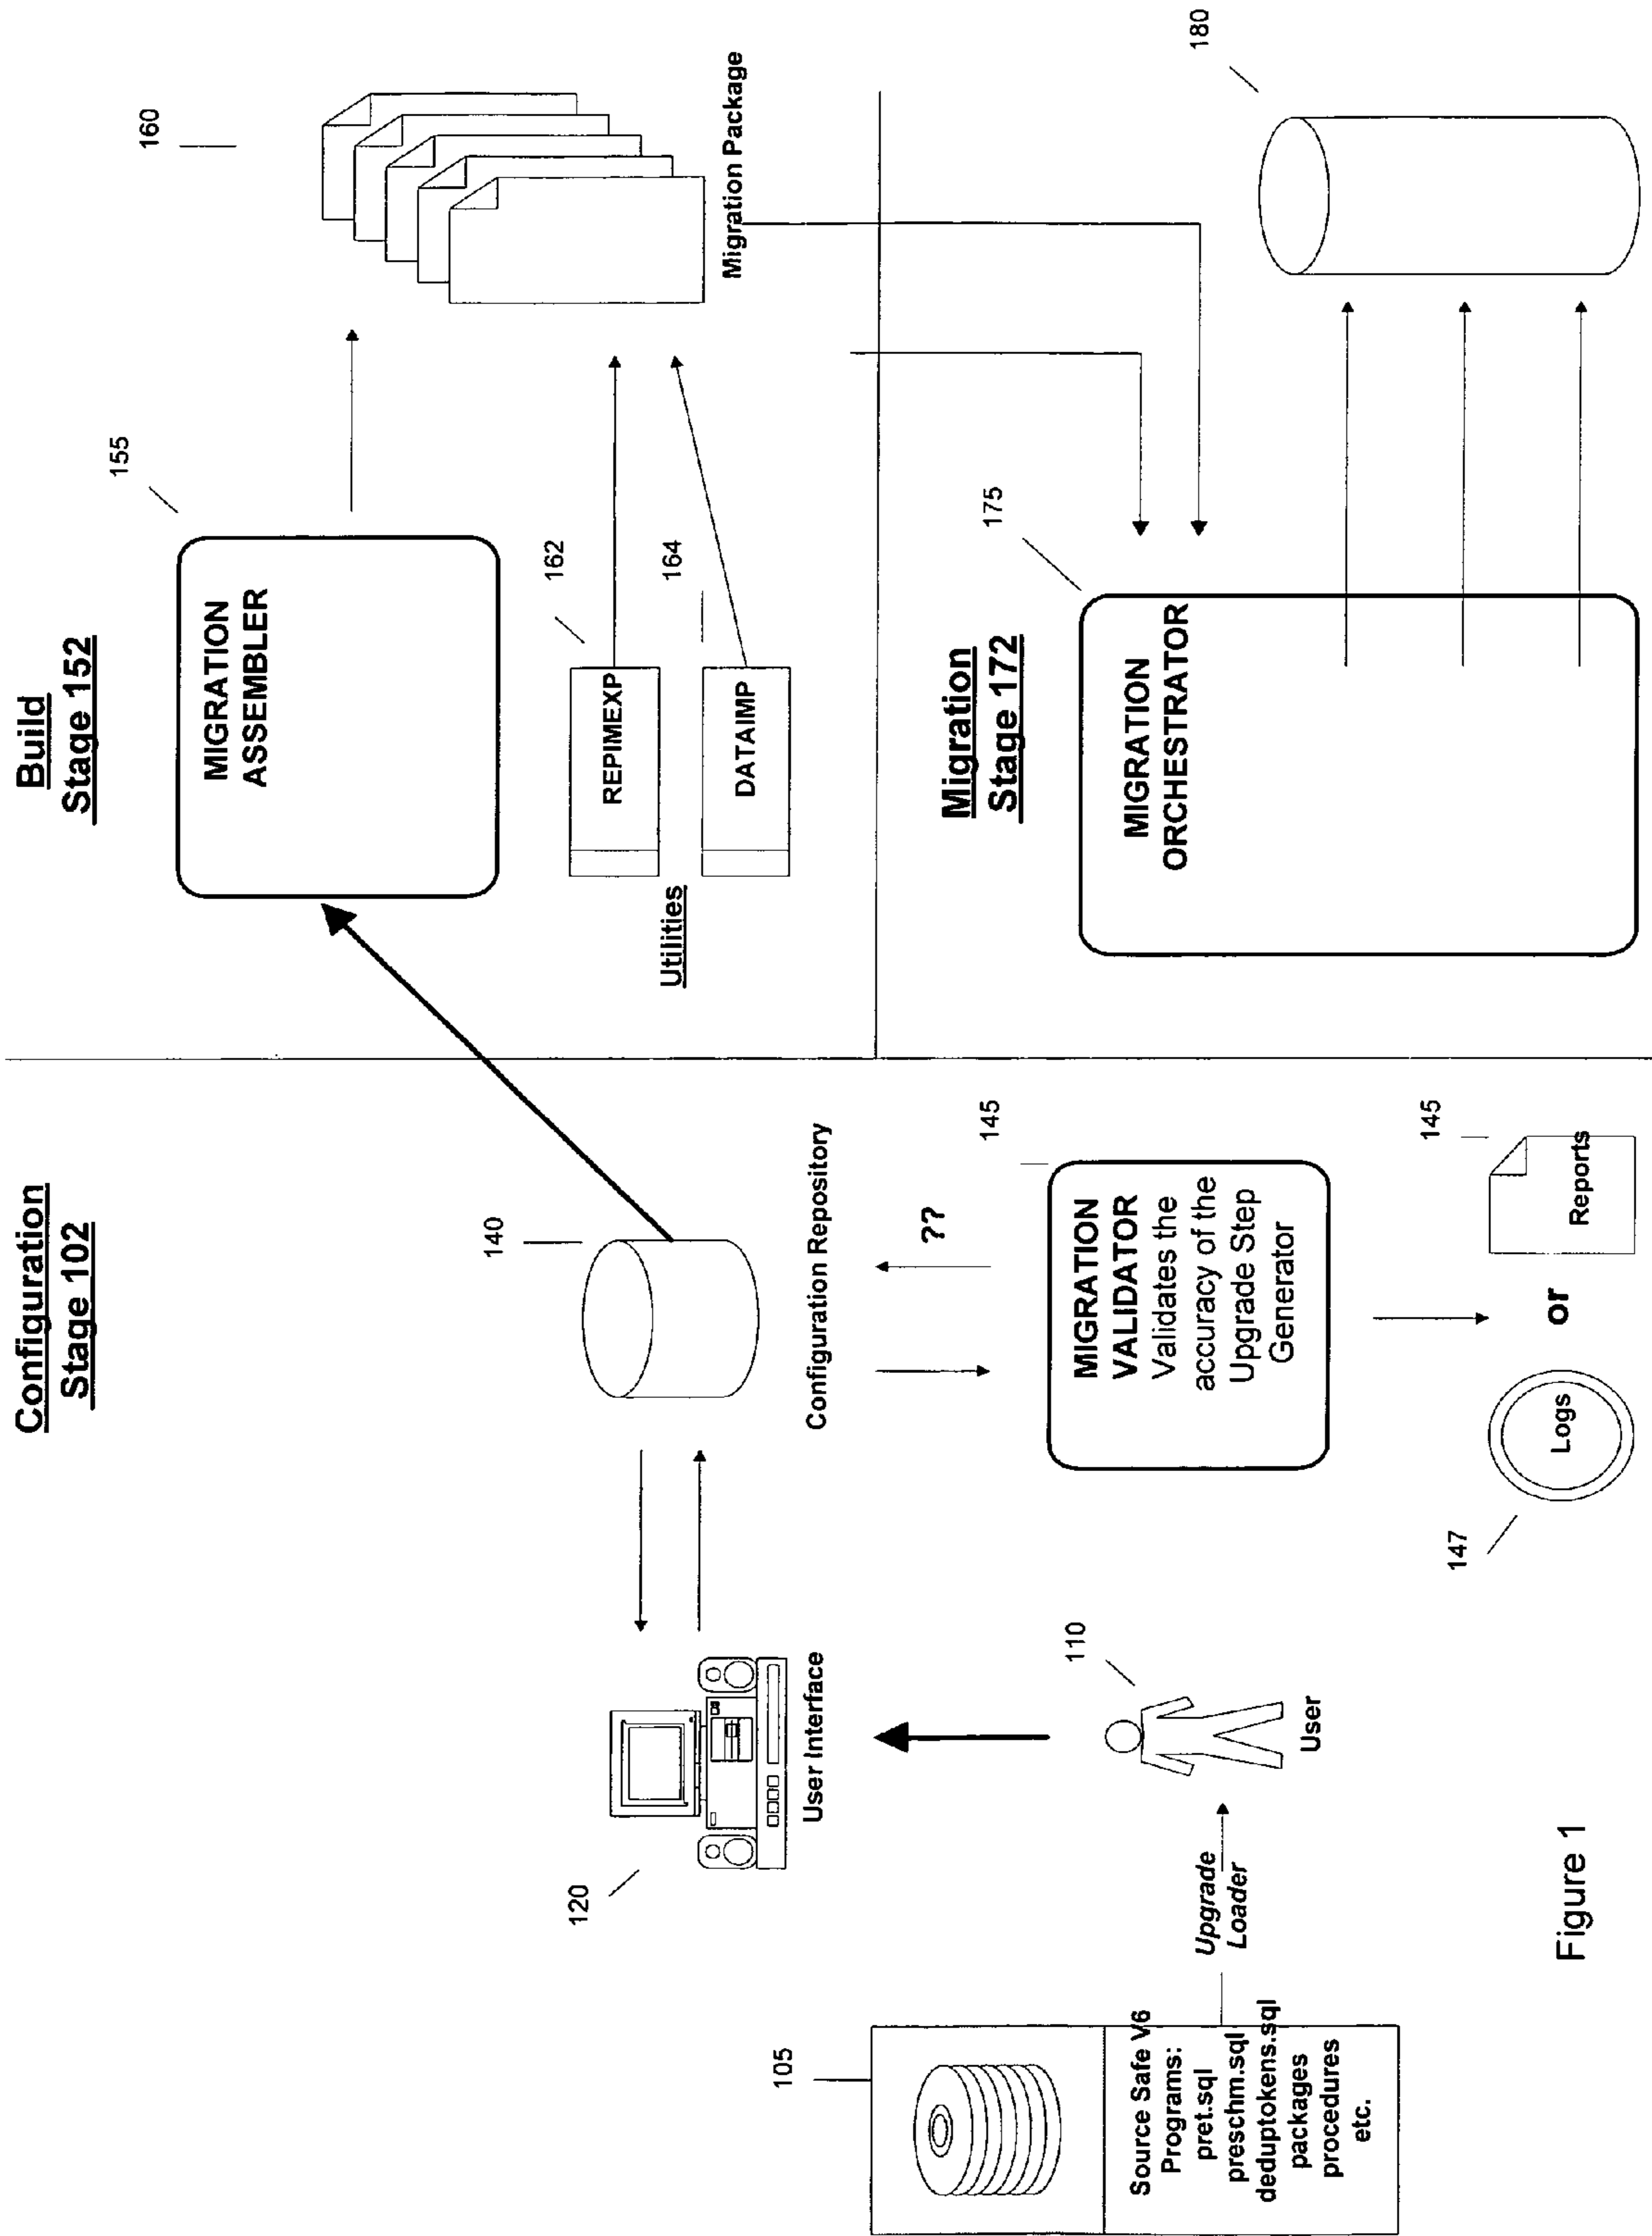 Configuration
Stage 102
105
Source Safe V6
Programs:
pret.sql
preschm.sql
deduptokens.sql
packages
procedures
etc.
Upgrade
Loader
110
User
120
User Interface
140
Configuration Repository
??
145
MIGRATION
VALIDATOR
Validates the
accuracy of the
Upgrade Step
Generator
147
Logs
or
145
Reports
Build
Stage 152
155
MIGRATION
ASSEMBLER
160
Migration Package
Utilities
162
REPIMEXP
164
DATAIMP
Migration
Stage 172
175
MIGRATION
ORCHESTRATOR
180
Figure 1